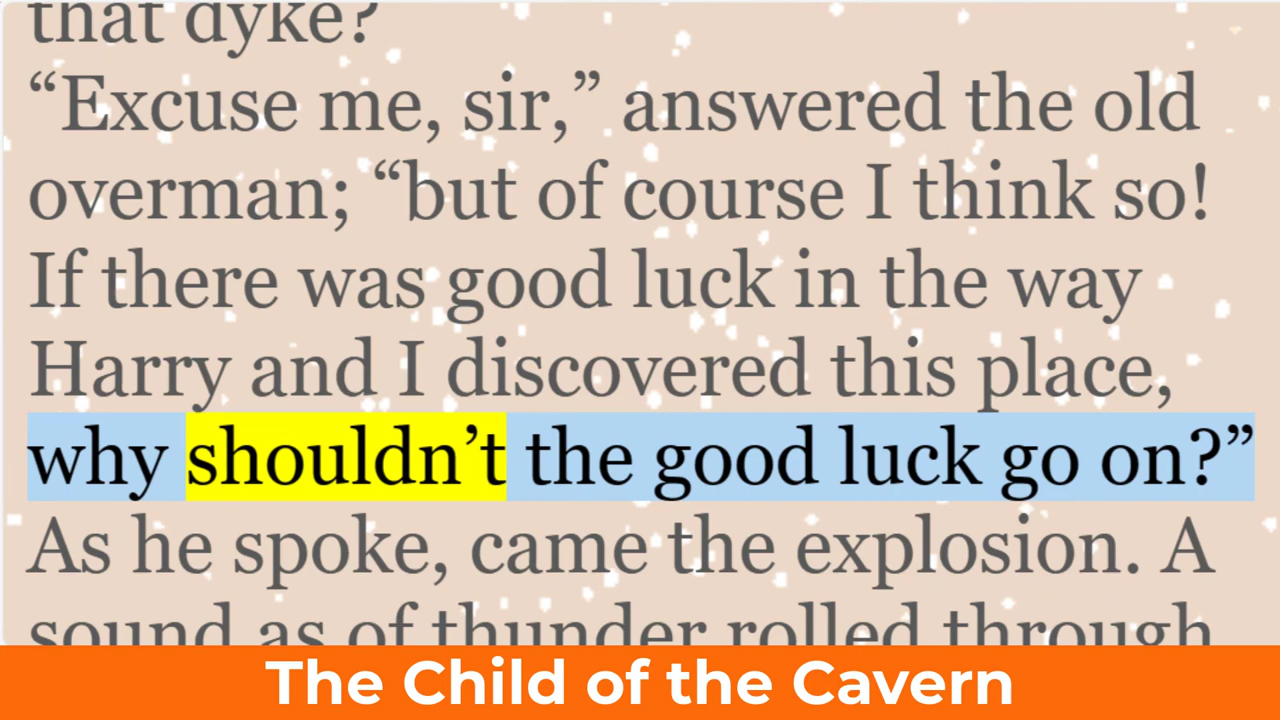 that dyke?
“Excuse me, sir,” answered the old
overman; “but of course I think so!
If there was good luck in the way
Harry and I discovered this place,
why shouldn’t the good luck go on?”
As he spoke, came the explosion. A
sound as of thunder rolled through
The Child of the Cavern